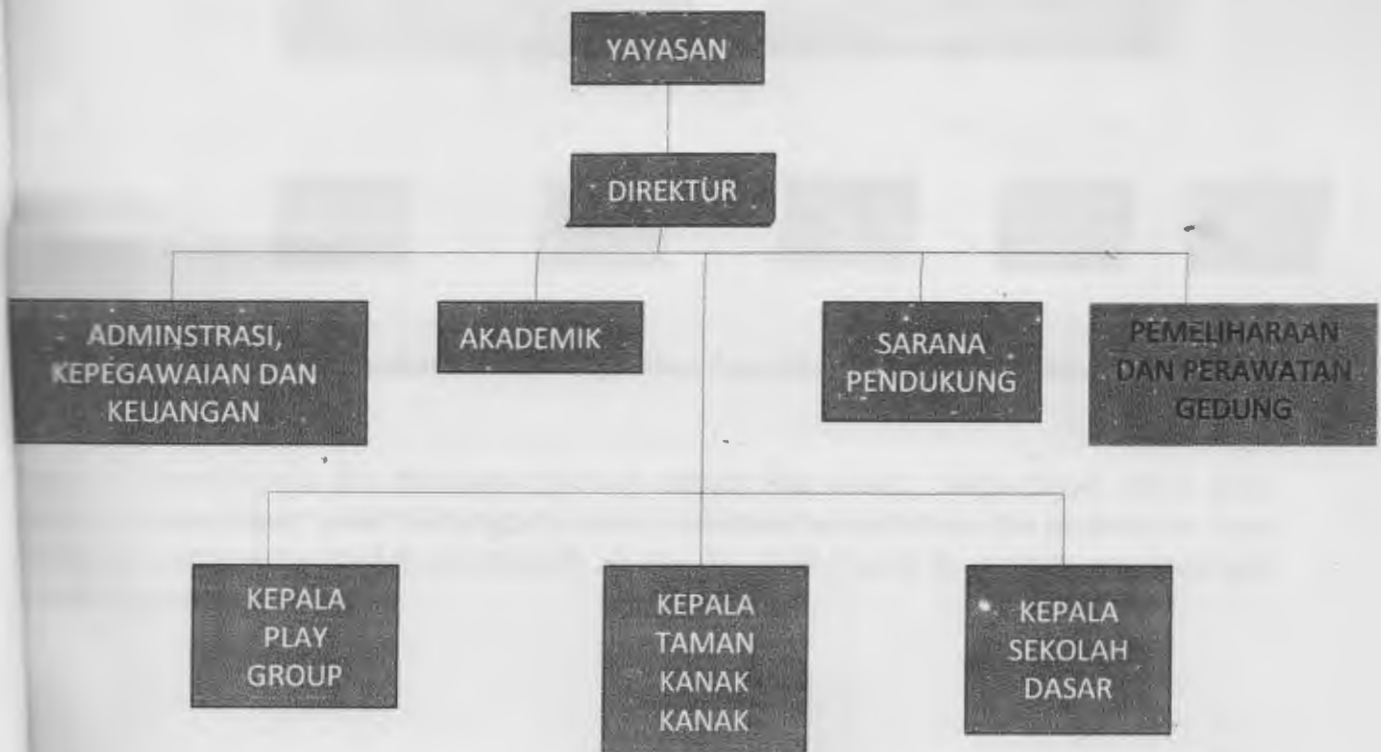 YAYASAN
DIREKTUR
ADMINSTRASI,
KEPEGAWAIAN DAN
KEUANGAN
AKADEMIK
SARANA
PENDUKUNG
PEMELIHARAAN
DAN PERAWATAN
GEDUNG
KEPALA
PLAY
GROUP
KEPALA
TAMAN
KANAK
KANAK
KEPALA
SEKOLAH
DASAR